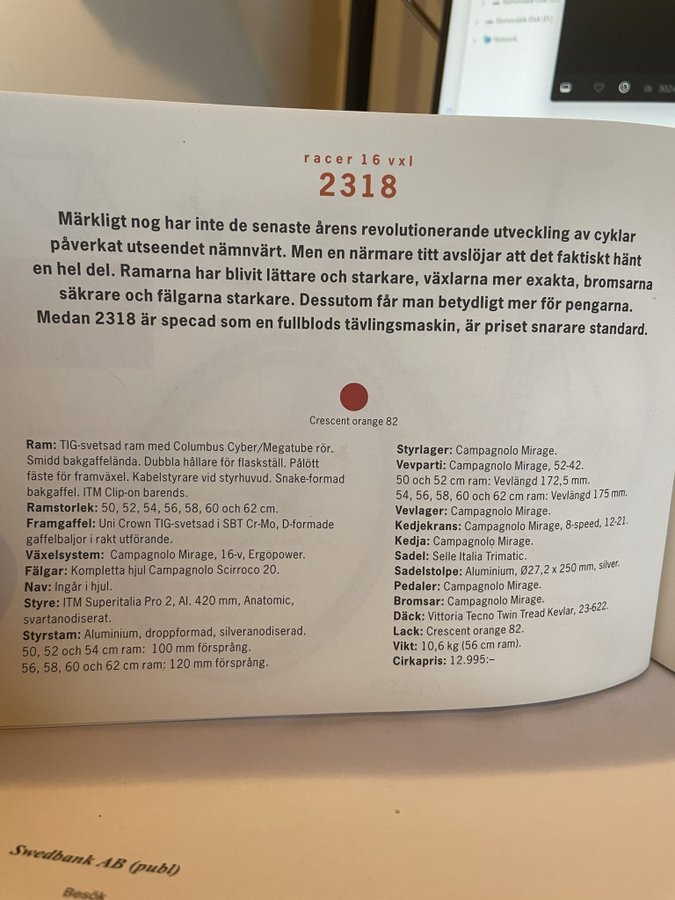 Removable Disk (D:)
Network
racer 16 vxl
2318
Märkligt nog har inte de senaste årens revolutionerande utveckling av cyklar
påverkat utseendet nämnvärt. Men en närmare titt avslöjar att det faktiskt hänt
en hel del. Ramarna har blivit lättare och starkare, växlarna mer exakta, bromsarna
säkrare och fälgarna starkare. Dessutom får man betydligt mer för pengarna.
Medan 2318 är specad som en fullblods tävlingsmaskin, är priset snarare standard.
Crescent orange 82
Ram: TIG-svetsad ram med Columbus Cyber/Megatube rör.
Smidd bakgaffelända. Dubbla hållare för flaskställ. Pålött
fäste för framväxel. Kabelstyrare vid styrhuvud. Snake-formad
bakgaffel. ITM Clip-on barends.
Ramstorlek: 50, 52, 54, 56, 58, 60 och 62 cm.
Framgaffel: Uni Crown TIG-svetsad i SBT Cr-Mo, D-formade
gaffelbaljor i rakt utförande.
Växelsystem: Campagnolo Mirage, 16-v, Ergöpower.
Fälgar: Kompletta hjul Campagnolo Scirroco 20.
Nav: Ingår i hjul.
Styre: ITM Superitalia Pro 2, Al. 420 mm, Anatomic,
svartanodiserat.
Styrstam: Aluminium, droppformad, silveranodiserad.
50, 52 och 54 cm ram: 100 mm försprång.
56, 58, 60 och 62 cm ram: 120 mm försprång.
Styrlager: Campagnolo Mirage.
Vevparti: Campagnolo Mirage, 52-42.
50 och 52 cm ram: Vevlängd 172,5 mm.
54, 56, 58, 60 och 62 cm ram: Vevlängd 175 mm.
Vevlager: Campagnolo Mirage.
Kedjekrans: Campagnolo Mirage, 8-speed, 12-21.
Kedja: Campagnolo Mirage.
Sadel: Selle Italia Trimatic.
Sadelstolpe: Aluminium, Ø27,2 x 250 mm, silver.
Pedaler: Campagnolo Mirage.
Bromsar: Campagnolo Mirage.
Däck: Vittoria Tecno Twin Tread Kevlar, 23-622.
Lack: Crescent orange 82.
Vikt: 10,6 kg (56 cm ram).
Cirkapris: 12.995:–
Swedbank AB (publ)
Besök